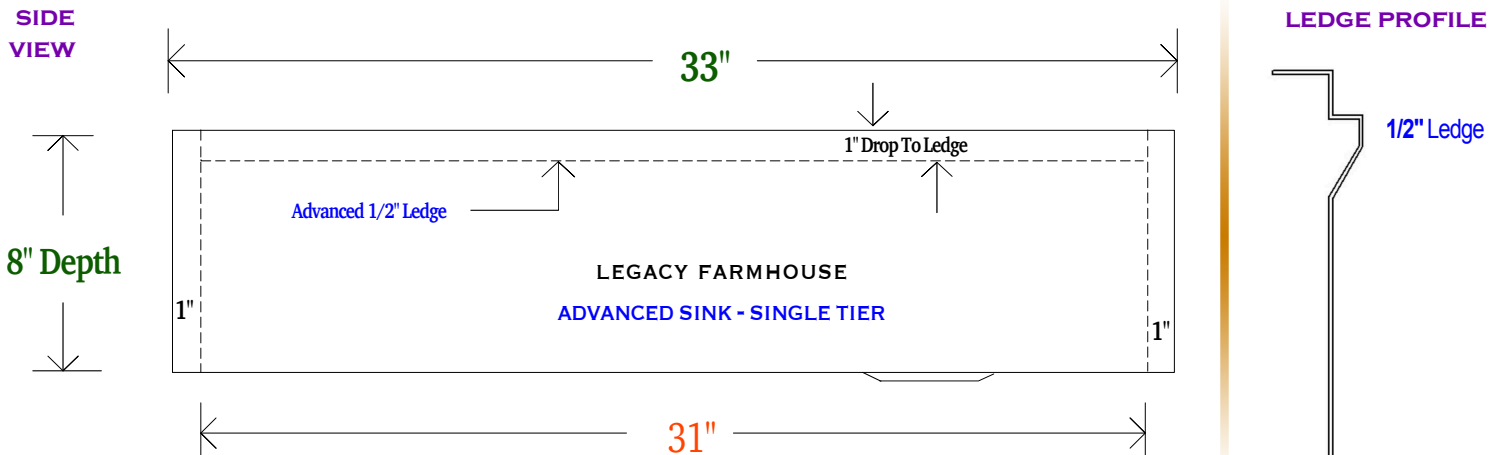 SIDE
VIEW
33"
1" Drop To Ledge
Advanced 1/2" Ledge
8" Depth
LEGACY FARMHOUSE
ADVANCED SINK - SINGLE TIER
1"
1"
31"
LEDGE PROFILE
1/2" Ledge